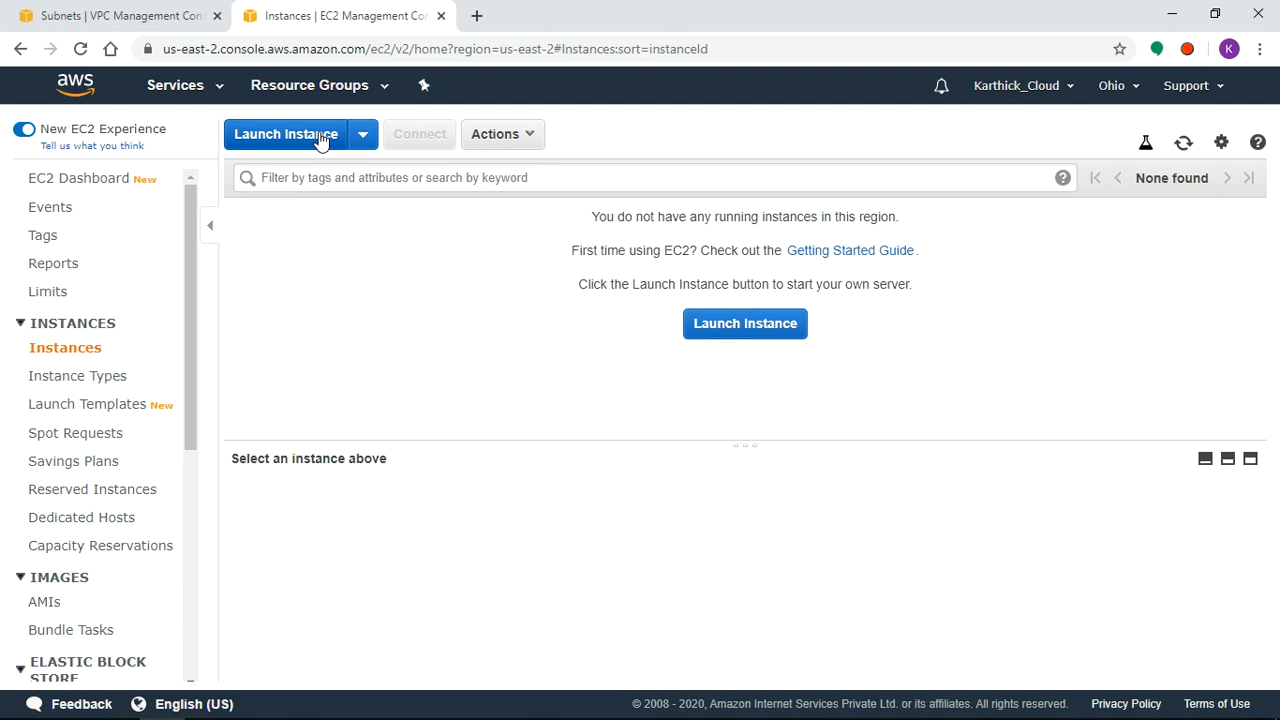 Subnets | VPC Management Con
Instances | EC2 Management Con
us-east-2.console.aws.amazon.com/ec2/v2/home?region=us-east-2#Instances:sort=instanceId
K
aws
Services
Resource Groups
Karthick_Cloud
Ohio
Support
New EC2 Experience
Tell us what you think
EC2 Dashboard New
Events
Tags
Reports
Limits
INSTANCES
Instances
Instance Types
Launch Templates New
Spot Requests
Savings Plans
Reserved Instances
Dedicated Hosts
Capacity Reservations
IMAGES
AMIs
Bundle Tasks
ELASTIC BLOCK
STORE
Launch Instance
Connect
Actions
Filter by tags and attributes or search by keyword
None found
You do not have any running instances in this region.
First time using EC2? Check out the Getting Started Guide.
Click the Launch Instance button to start your own server.
Launch Instance
Select an instance above
Feedback
English (US)
© 2008 - 2020, Amazon Internet Services Private Ltd. or its affiliates. All rights reserved.
Privacy Policy
Terms of Use